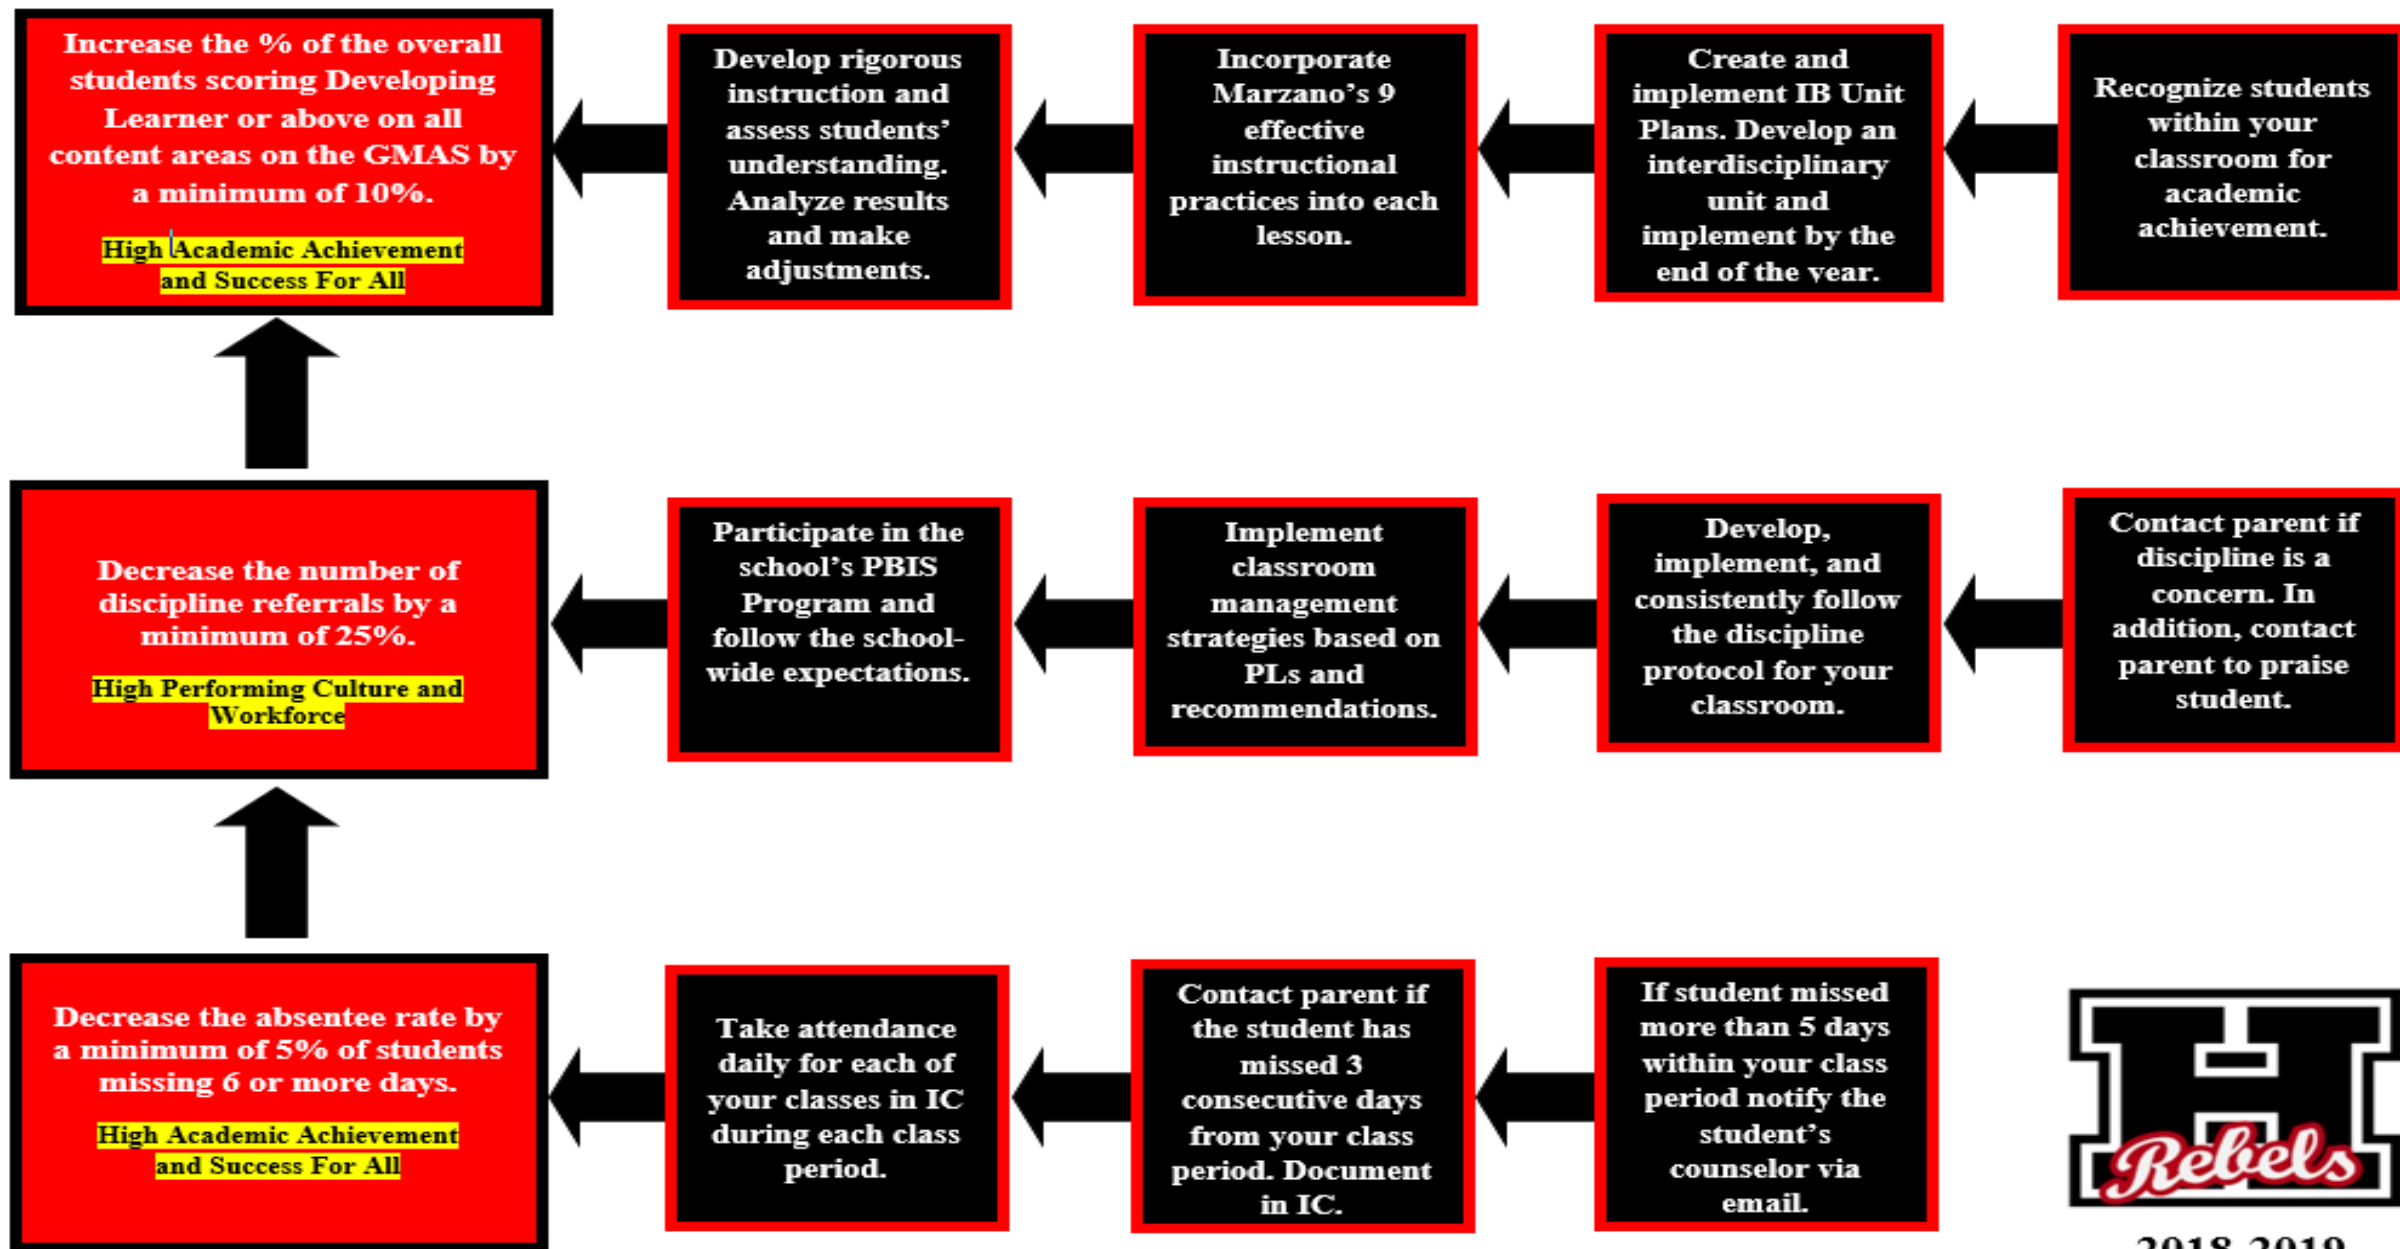 Increase the % of the overall
students scoring Developing
Learner or above on all
content areas on the GMAS by
a minimum of 10%.
High Academic Achievement
and Success For All
Develop rigorous
instruction and
assess students’
understanding.
Analyze results
and make
adjustments.
Incorporate
Marzano’s 9
effective
instructional
practices into each
lesson.
Create and
implement IB Unit
Plans. Develop an
interdisciplinary
unit and
implement by the
end of the year.
Recognize students
within your
classroom for
academic
achievement.
Decrease the number of
discipline referrals by a
minimum of 25%.
High Performing Culture and
Workforce
Participate in the
school’s PBIS
Program and
follow the school-
wide expectations.
Implement
classroom
management
strategies based on
PLs and
recommendations.
Develop,
implement, and
consistently follow
the discipline
protocol for your
classroom.
Contact parent if
discipline is a
concern. In
addition, contact
parent to praise
student.
Decrease the absentee rate by
a minimum of 5% of students
missing 6 or more days.
High Academic Achievement
and Success For All
Take attendance
daily for each of
your classes in IC
during each class
period.
Contact parent if
the student has
missed 3
consecutive days
from your class
period. Document
in IC.
If student missed
more than 5 days
within your class
period notify the
student’s
counselor via
email.
H
Rebels
2018-2019